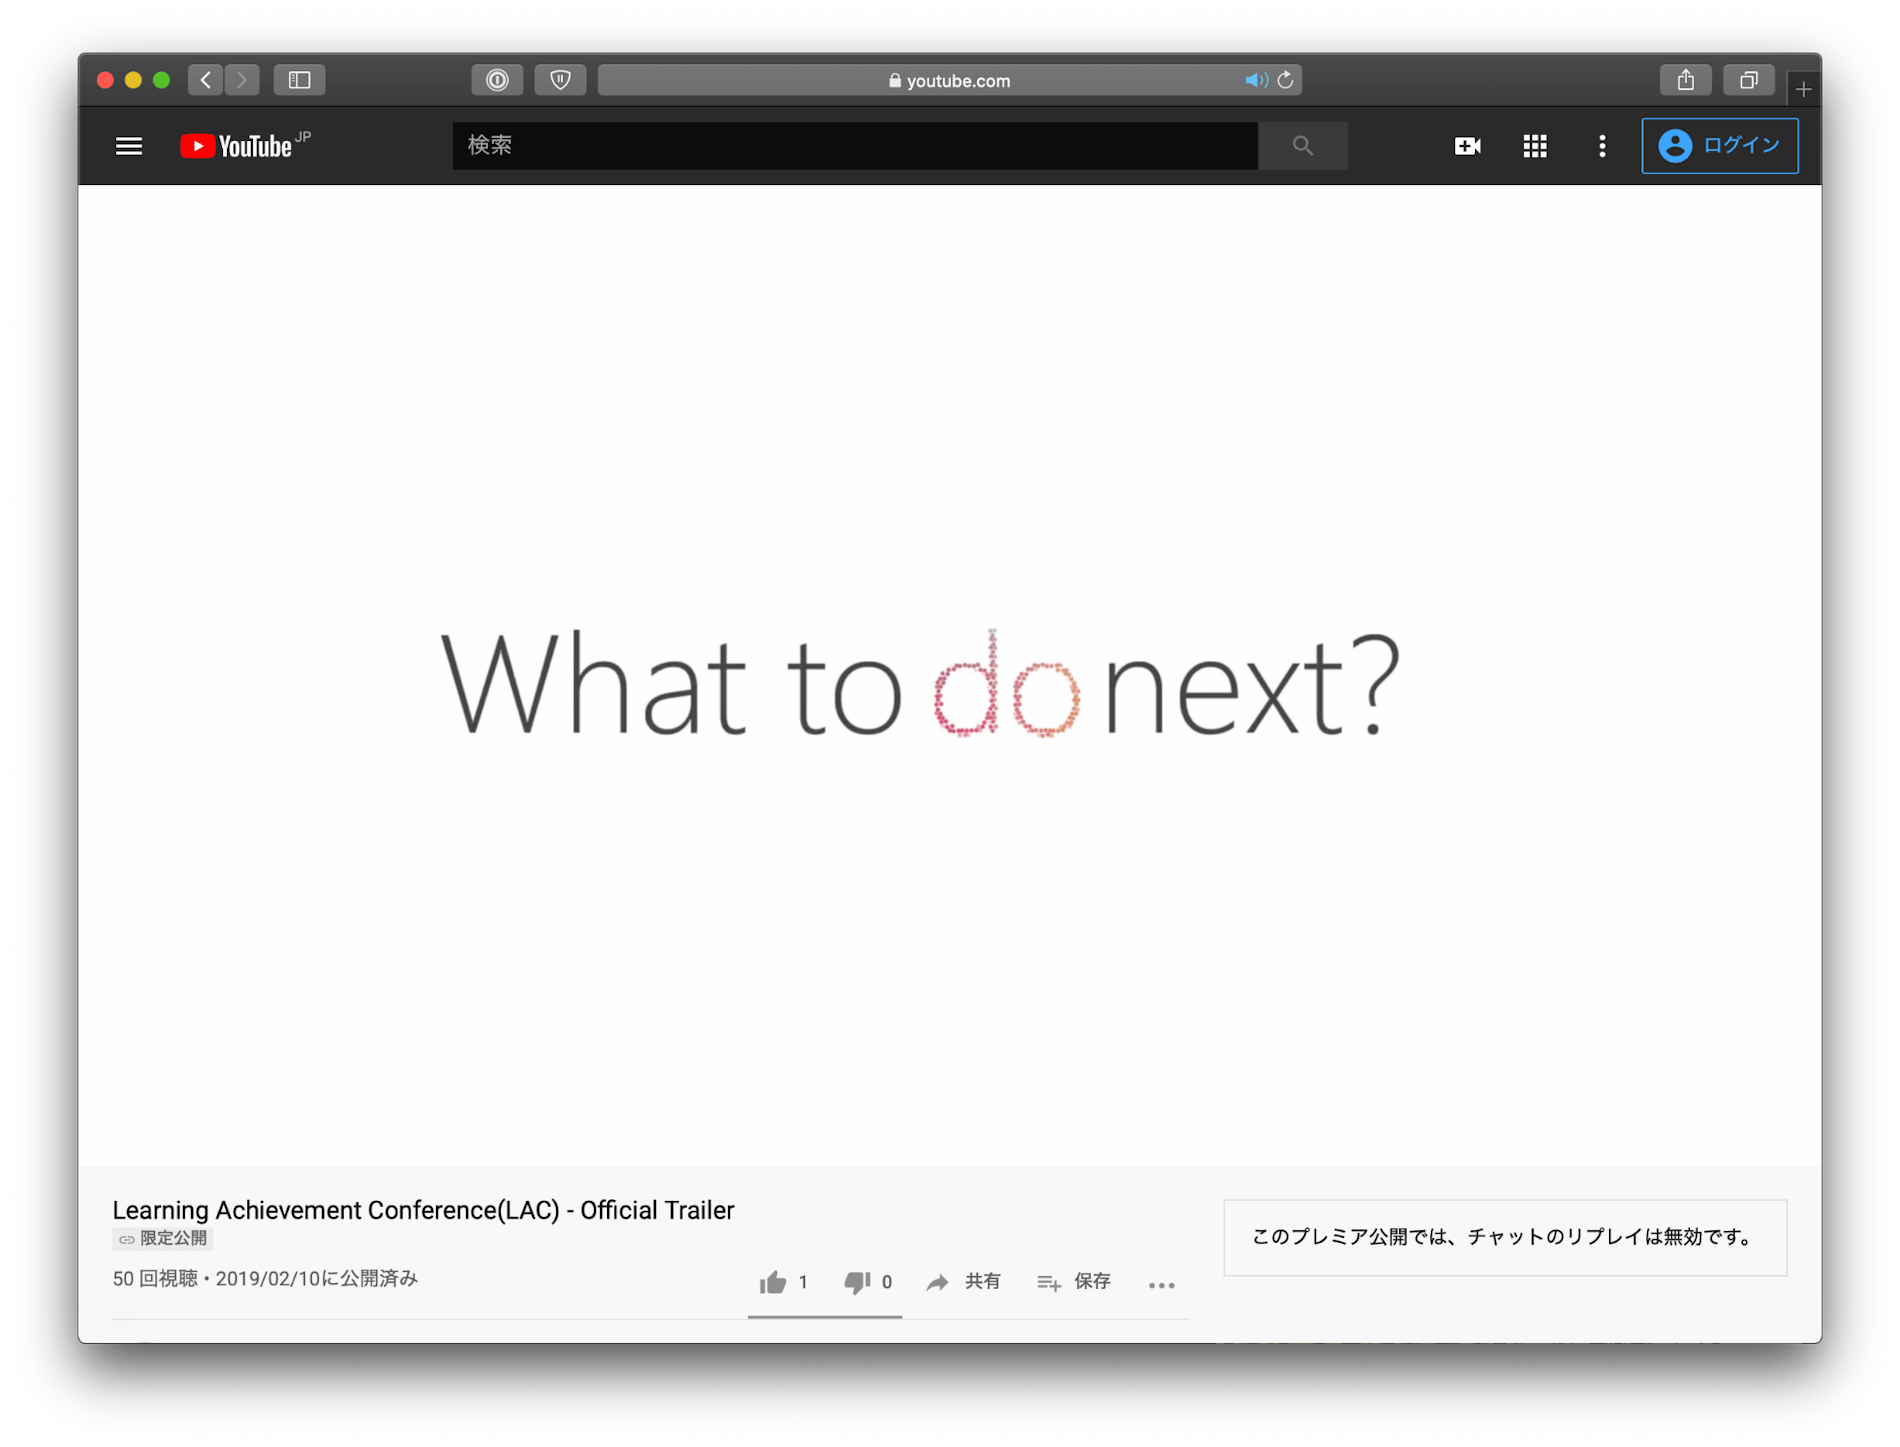 youtube.com
YouTube JP
検索
ログイン
What to do next?
Learning Achievement Conference(LAC) - Official Trailer
限定公開
50 回視聴・2019/02/10に公開済み
1
0
共有
保存
このプレミア公開では、チャットのリプレイは無効です。